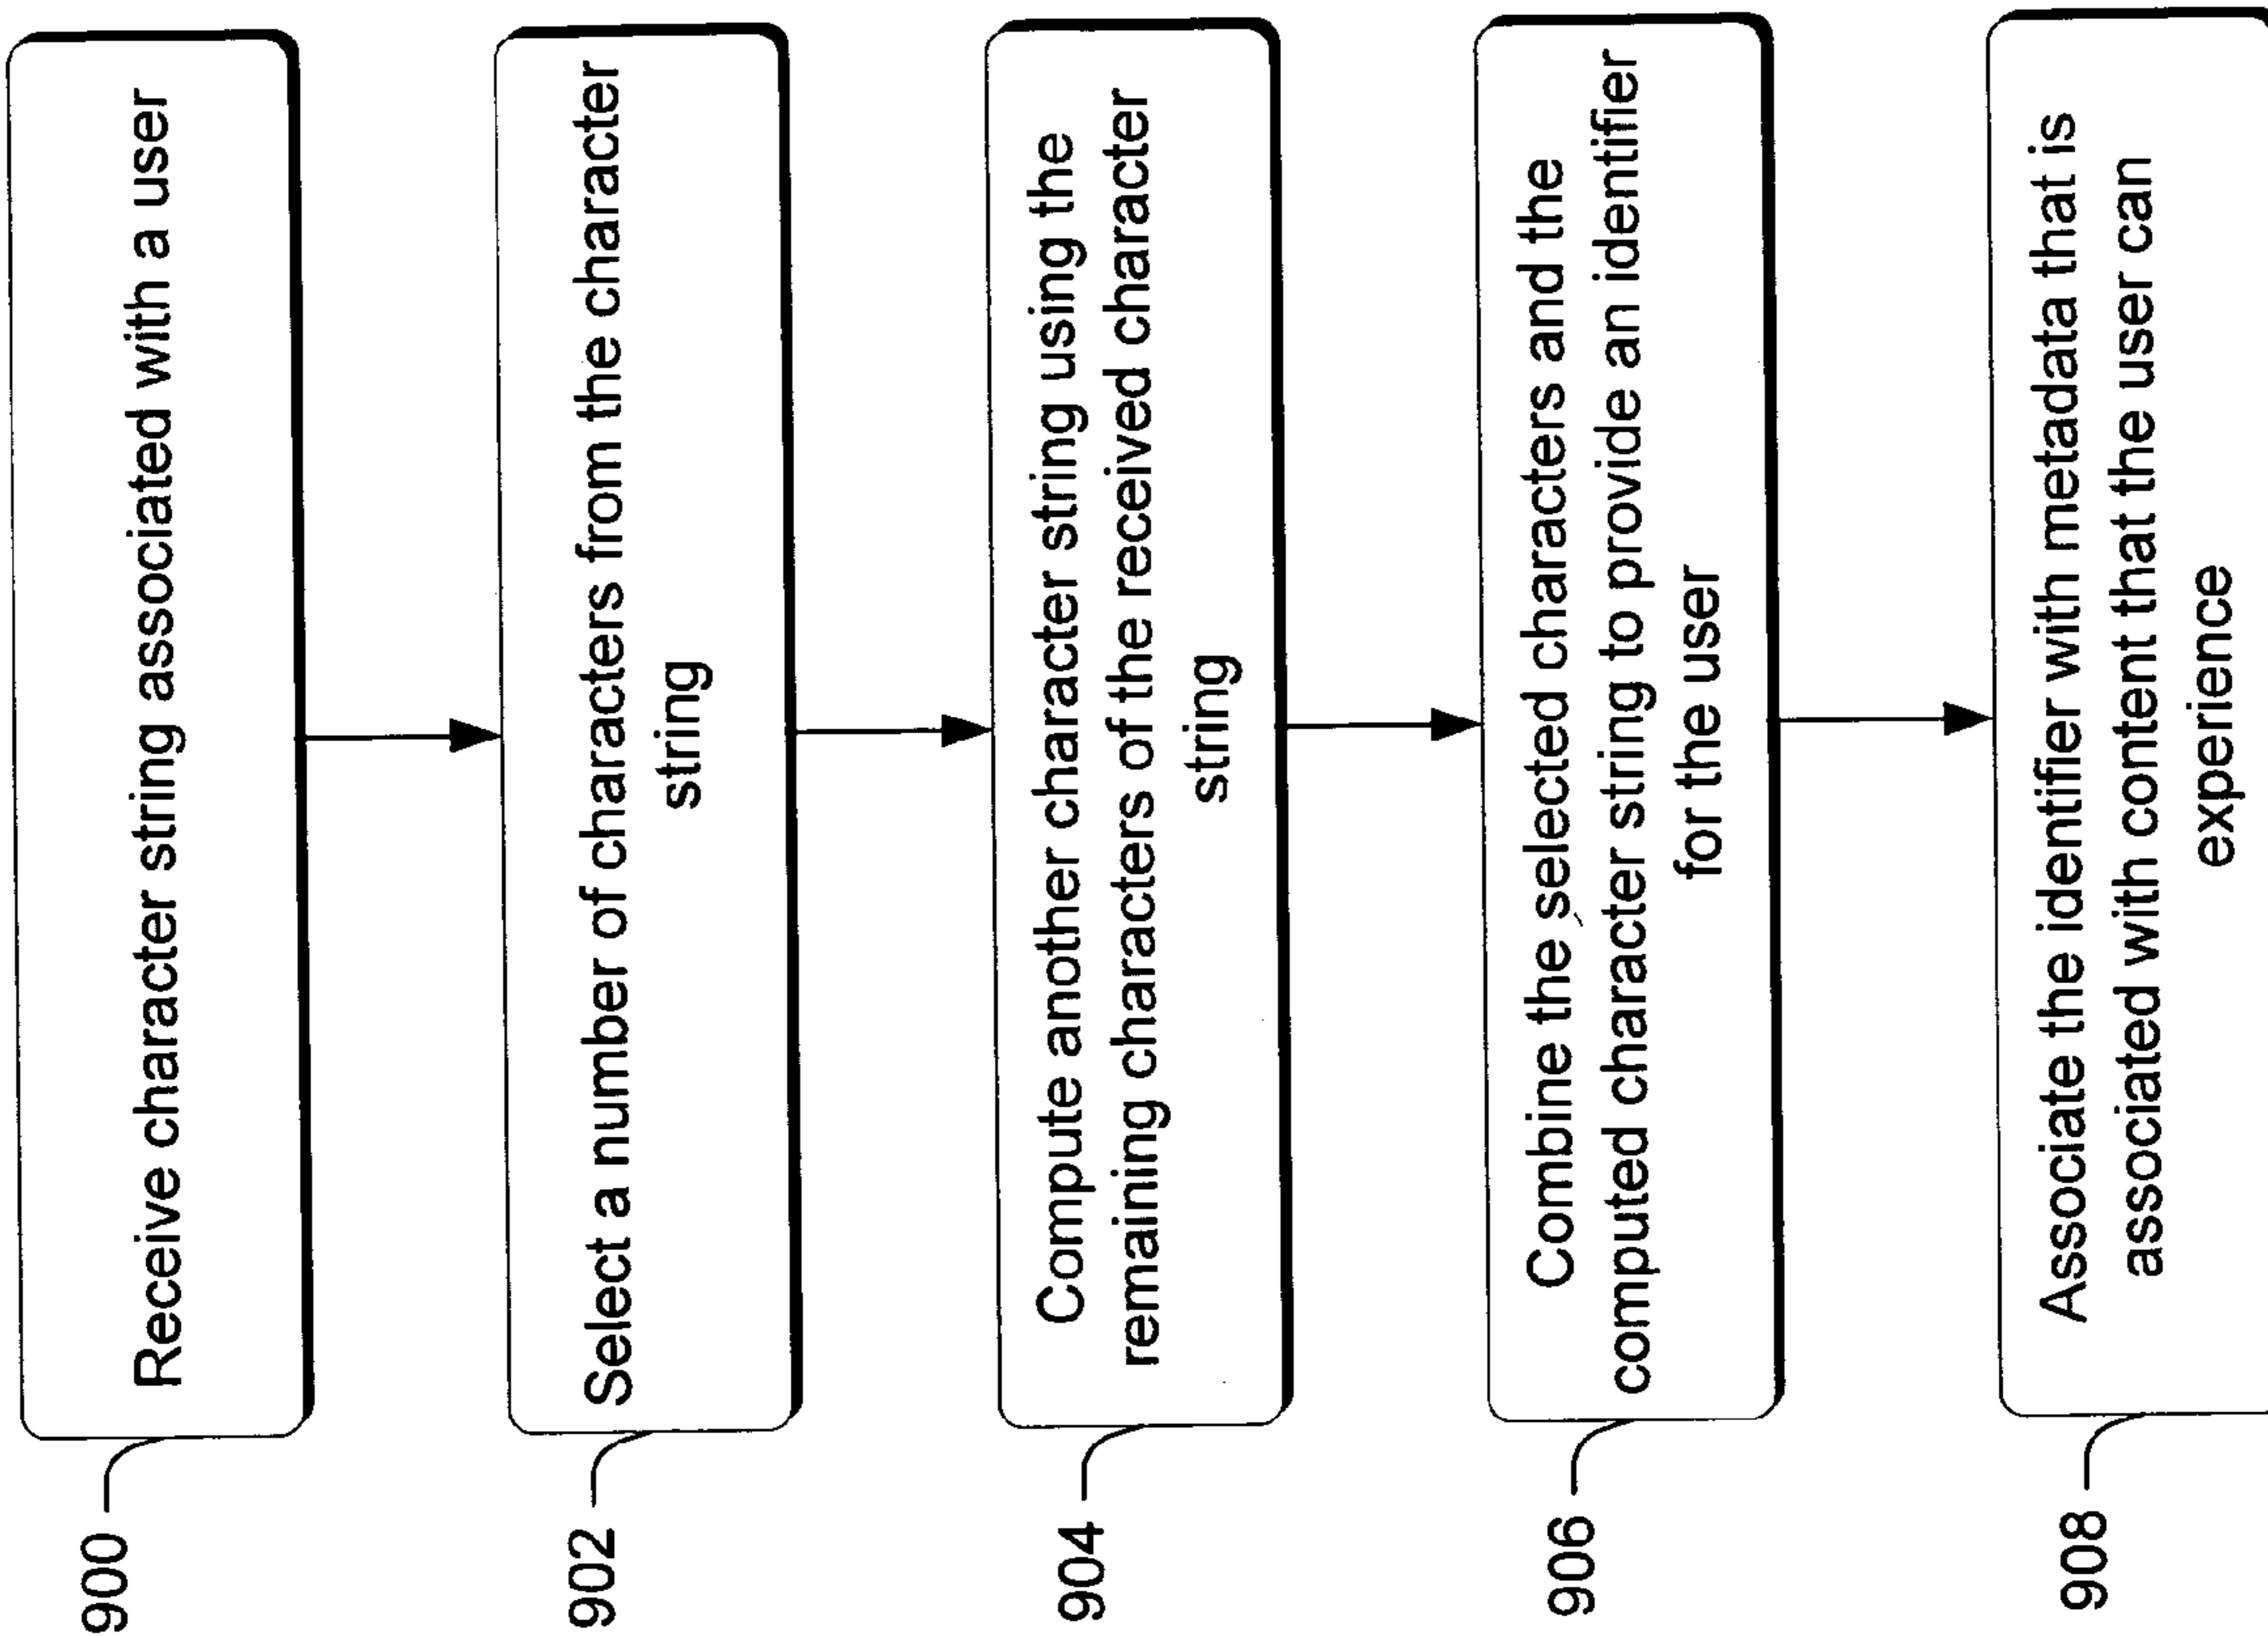 900
Receive character string associated with a user
902
Select a number of characters from the character
string
904
Compute another character string using the
remaining characters of the received character
string
906
Combine the selected characters and the
computed character string to provide an identifier
for the user
908
Associate the identifier with metadata that is
associated with content that the user can
experience